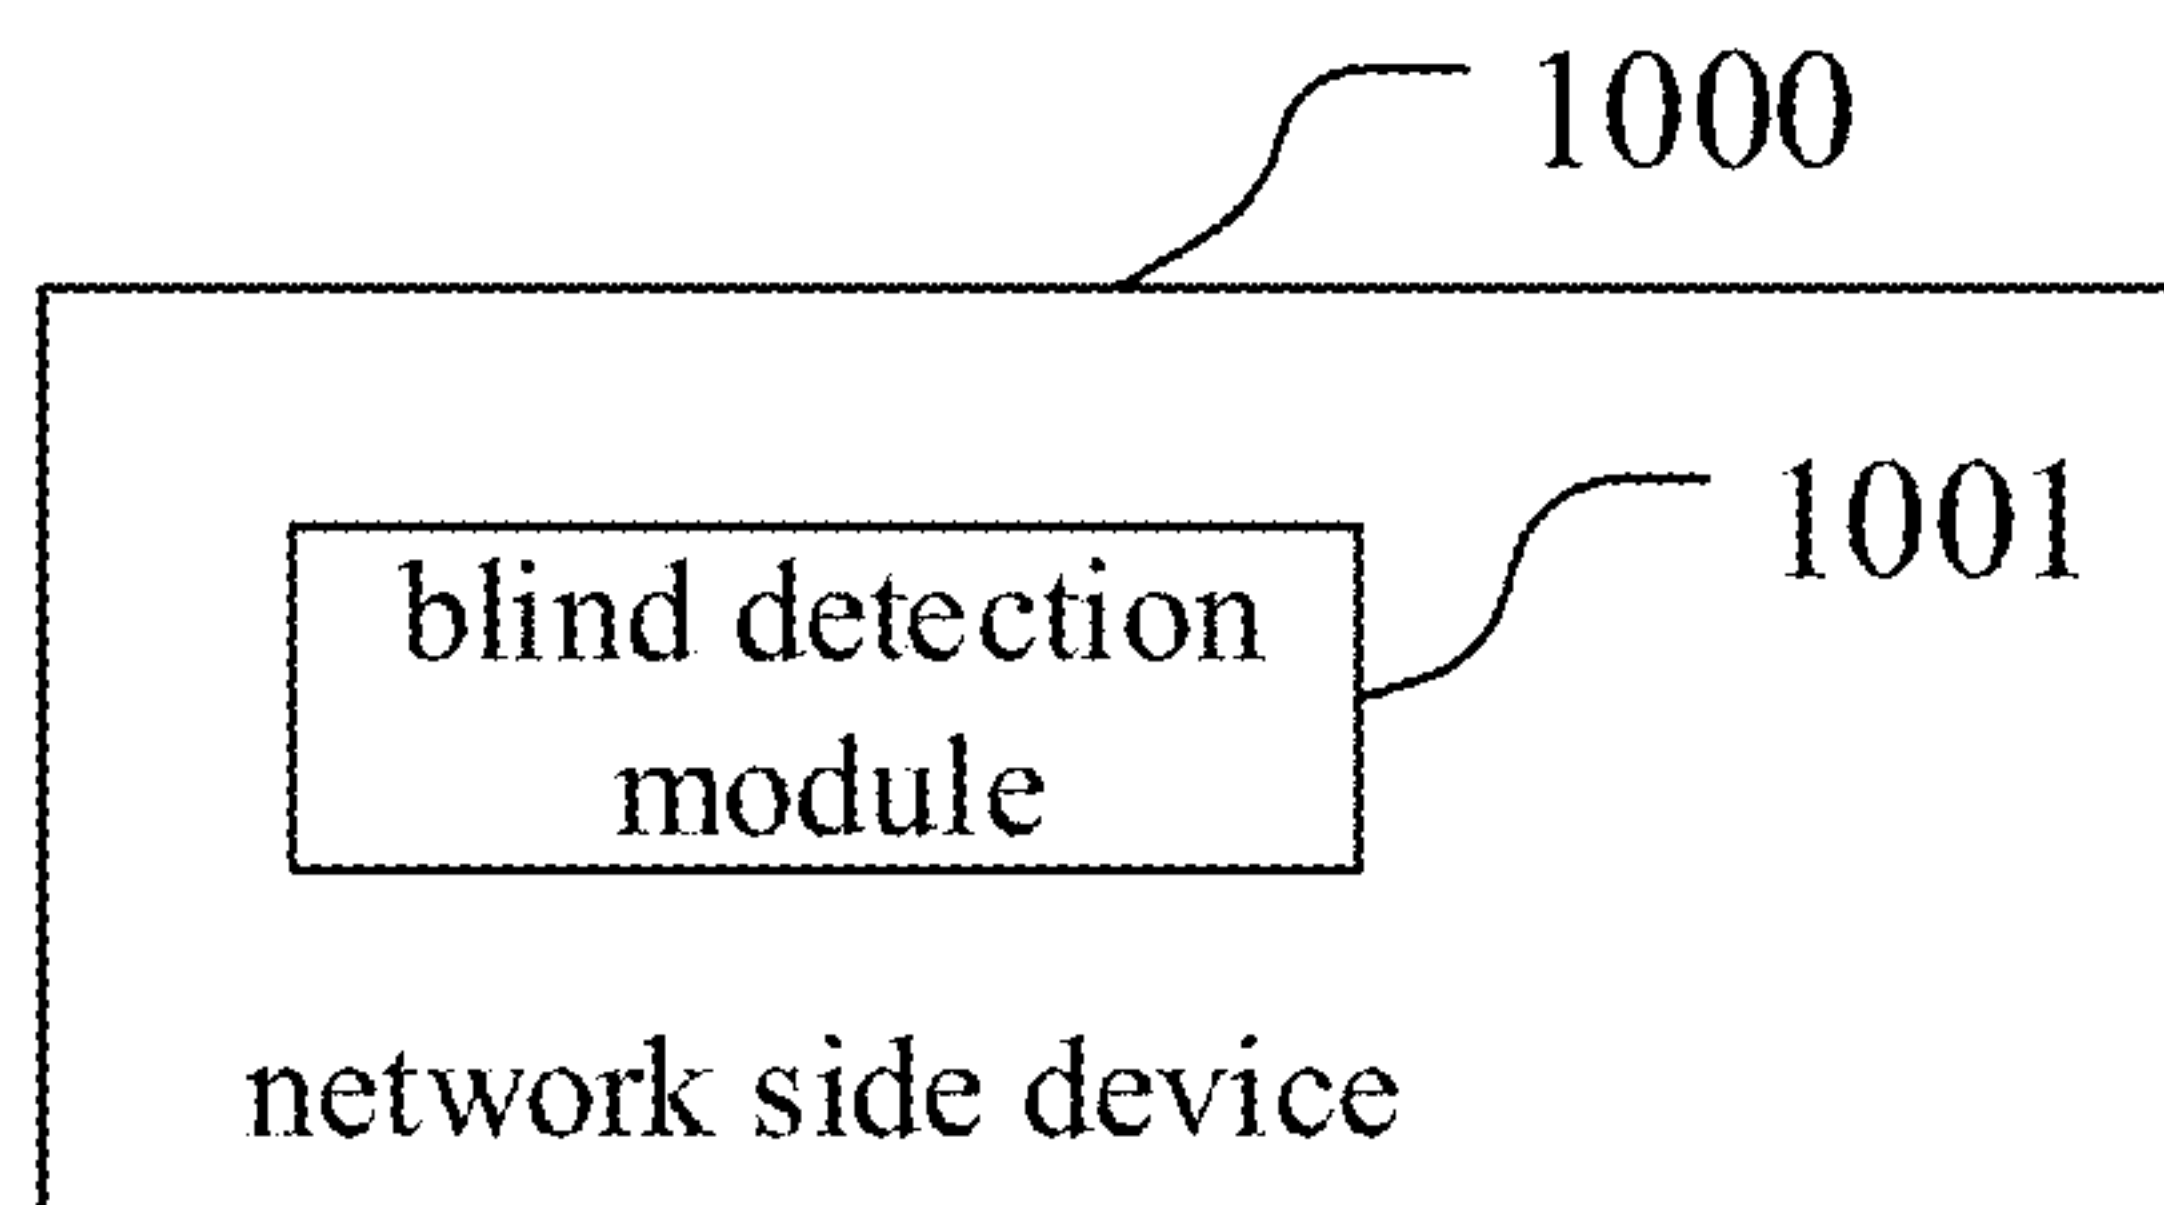 1000
1001
blind detection
module
network side device